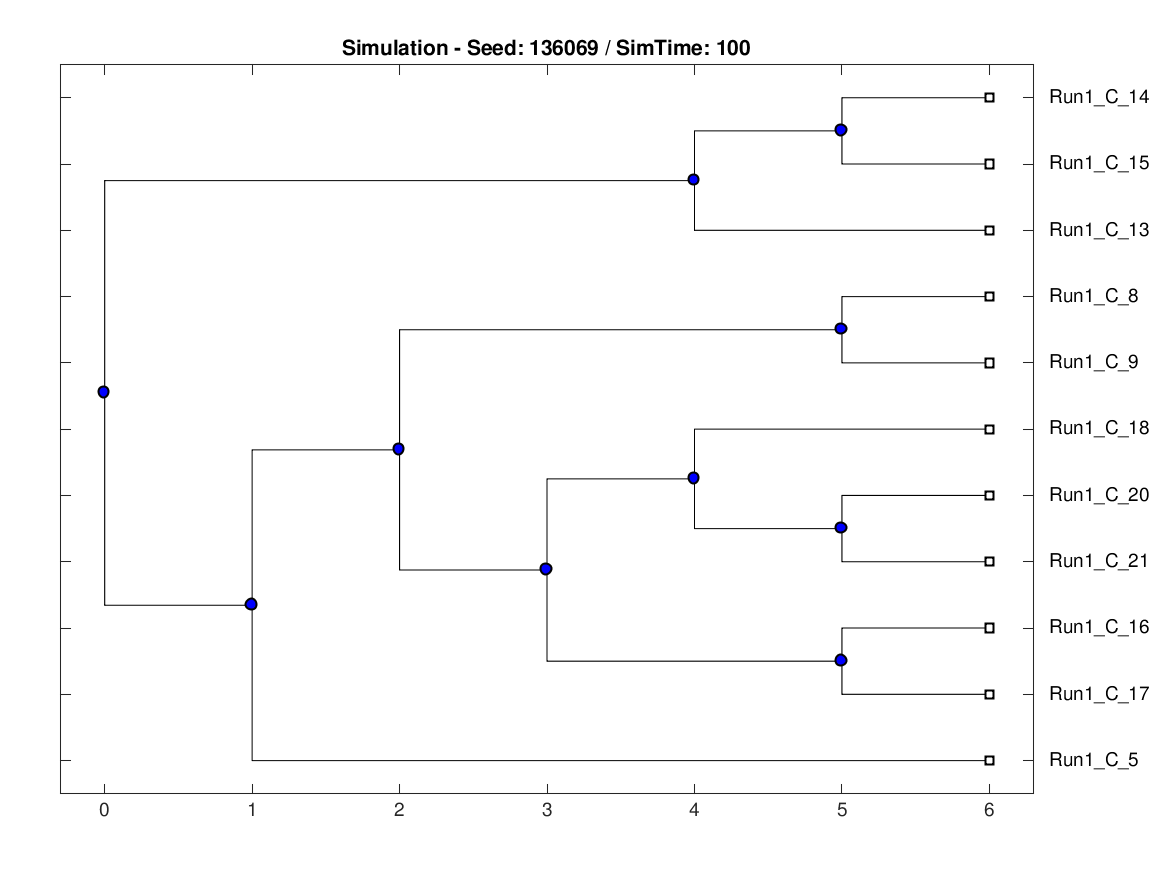 Simulation - Seed: 136069 / SimTime: 100
Run1_C_14
Run1_C_15
Run1_C_13
Run1_C_8
Run1_C_9
Run1_C_18
Run1_C_20
Run1_C_21
Run1_C_16
Run1_C_17
Run1_C_5
0 1 2 3 4 5 6